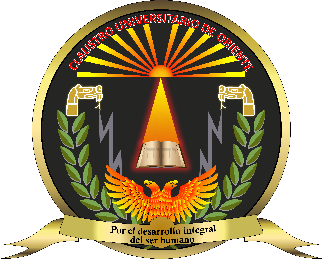 CLAUSTRO UNIVERSITARIO DE ORIENTE
Por el desarrollo integral
del ser humano